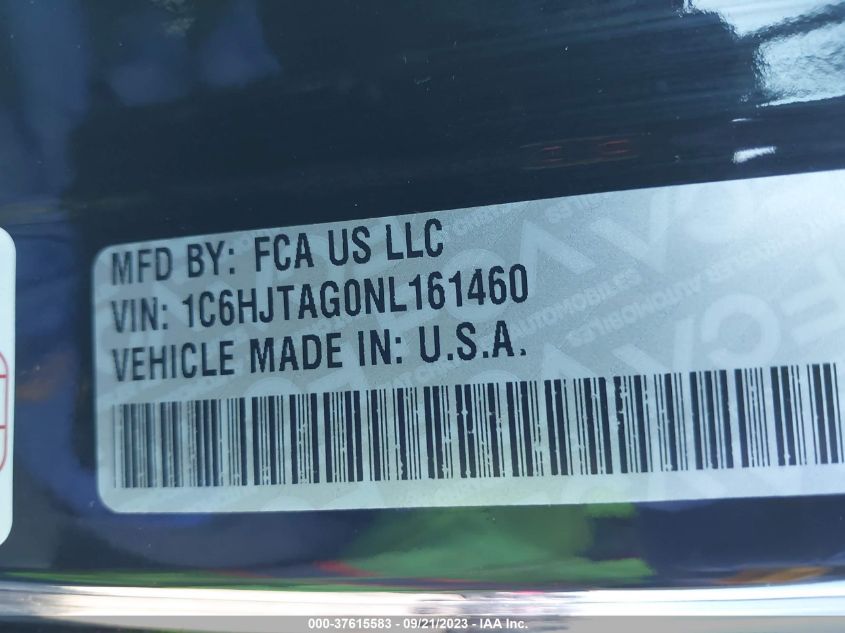 MFD BY: FCA US LLC
VIN: 1C6HJTAG0NL161460
VEHICLE MADE IN: U.S.A.
000-37615583 - 09/21/2023 - IAA Inc.